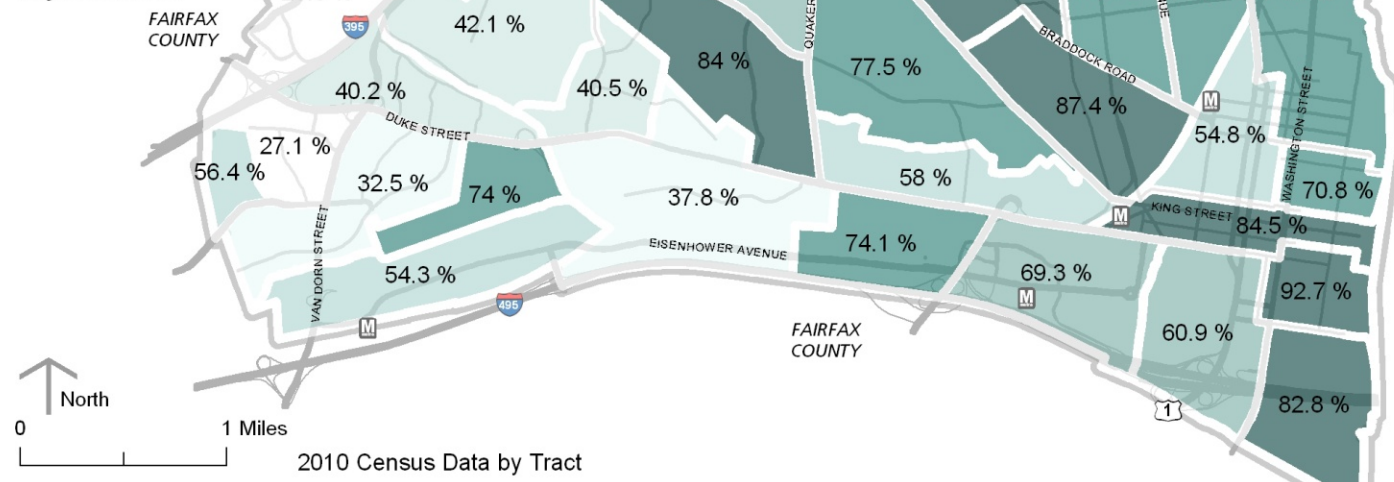 FAIRFAX
COUNTY
395
42.1 %
QUAKER
84 %
77.5 %
BRADDOCK ROAD
40.2 %
40.5 %
87.4 %
M
WASHINGTON STREET
DUKE STREET
54.8 %
27.1 %
56.4 %
32.5 %
74 %
37.8 %
58 %
70.8 %
M
KING STREET
84.5 %
VAN DORN STREET
54.3 %
EISENHOWER AVENUE
74.1 %
69.3 %
M
92.7 %
495
M
FAIRFAX
COUNTY
60.9 %
1
82.8 %
North
0
1 Miles
2010 Census Data by Tract